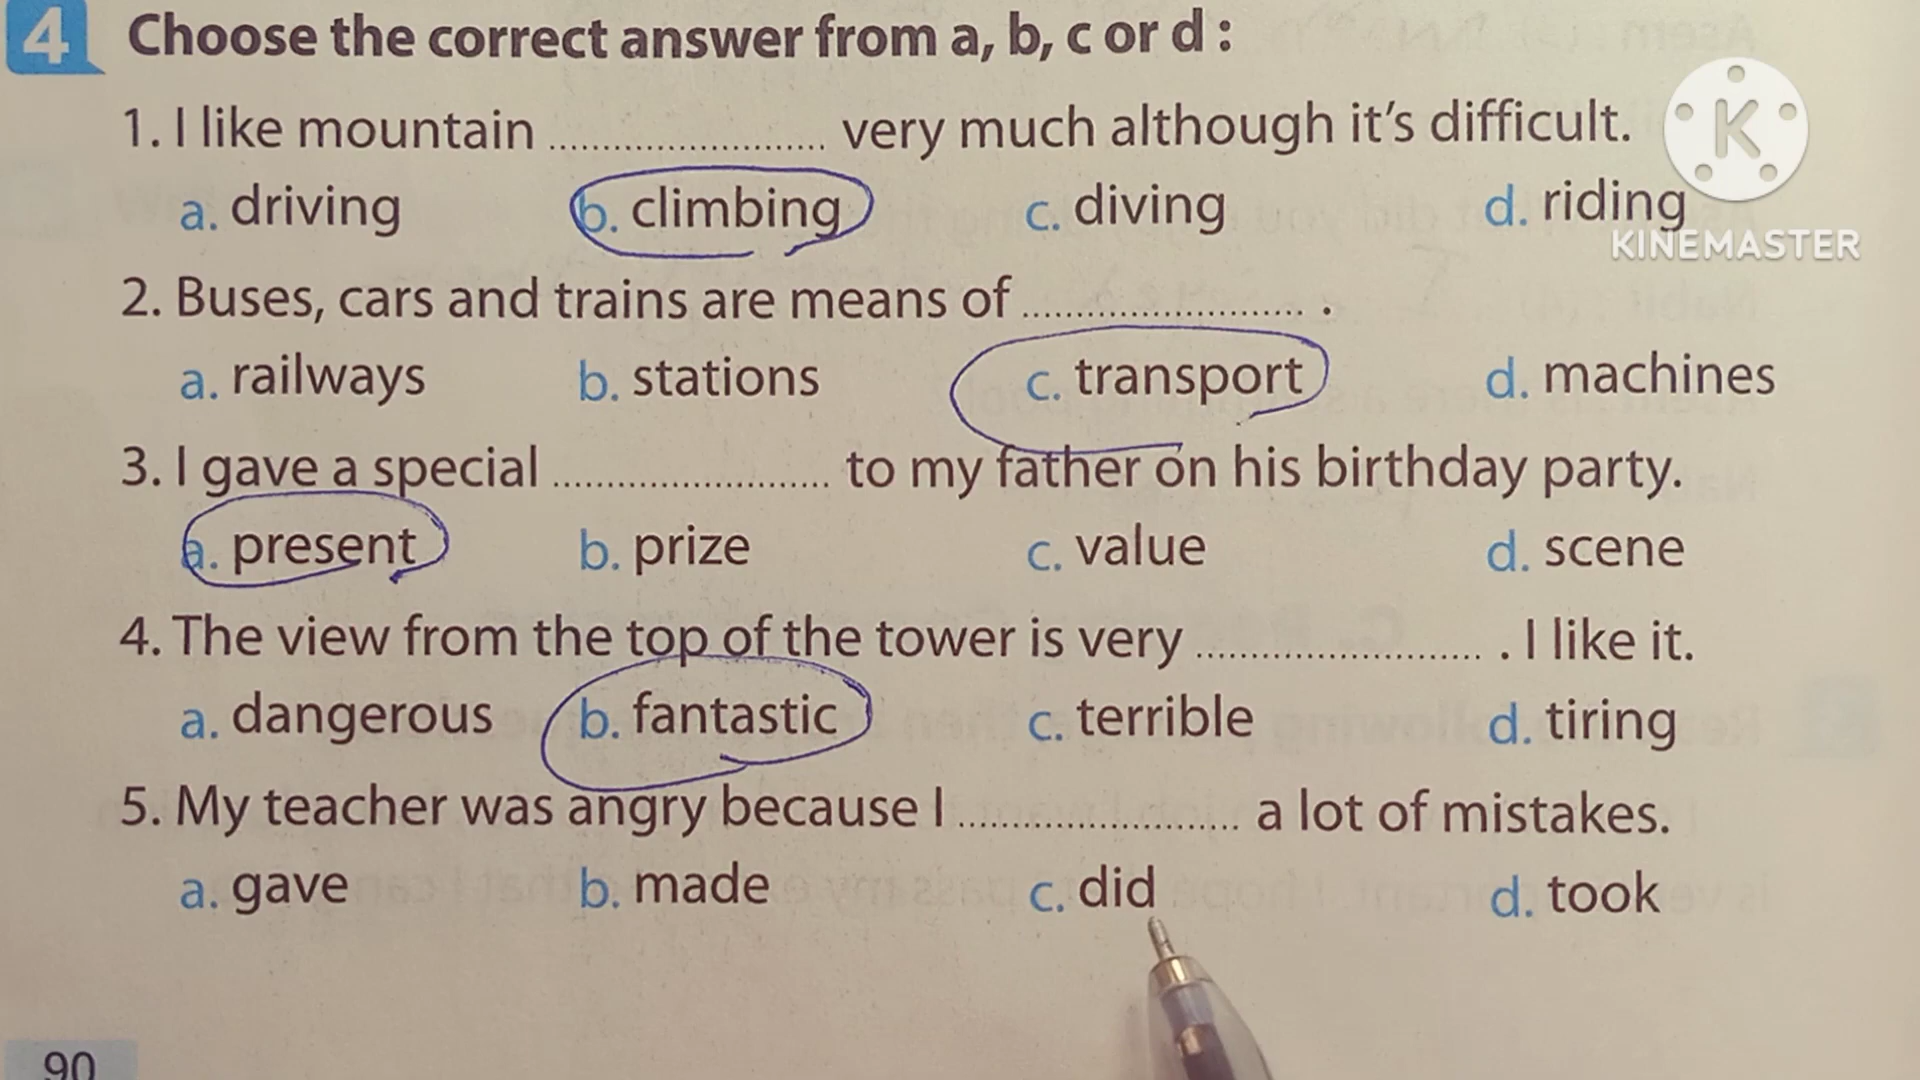 4 Choose the correct answer from a, b, c or d :
1. I like mountain ......................... very much although it's difficult.
a. driving b. climbing c. diving d. riding
K
KINEMASTER
2. Buses, cars and trains are means of .......................... .
a. railways b. stations c. transport d. machines
3. I gave a special ......................... to my father on his birthday party.
a. present b. prize c. value d. scene
4. The view from the top of the tower is very .......................... . I like it.
a. dangerous b. fantastic c. terrible d. tiring
5. My teacher was angry because I .......................... a lot of mistakes.
a. gave b. made c. did d. took
90